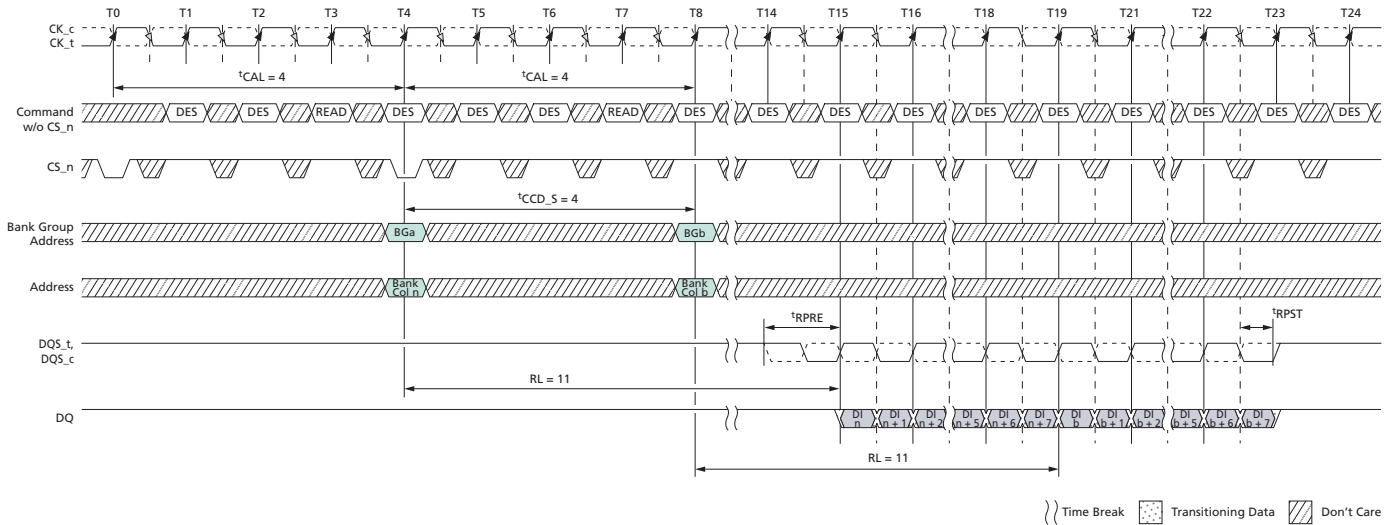 T0 T1 T2 T3 T4 T5 T6 T7 T8 T14 T15 T16 T18 T19 T21 T22 T23 T24
CK_c
CK_t
tCAL = 4 tCAL = 4
Command
w/o CS_n
DES DES READ DES DES DES READ DES DES DES DES DES DES DES DES DES DES
CS_n
tCCD_S = 4
Bank Group
Address
BGa BGb
Address
Bank
Col n
Bank
Col b
tRPRE tRPST
DQS_t,
DQS_c
RL = 11
DQ
DI
n
DI
n + 1
DI
n + 2
DI
n + 5
DI
n + 6
DI
n + 7
DI
b
DI
b + 1
DI
b + 2
DI
b + 5
DI
b + 6
DI
b + 7
RL = 11
Time Break Transitioning Data Don't Care